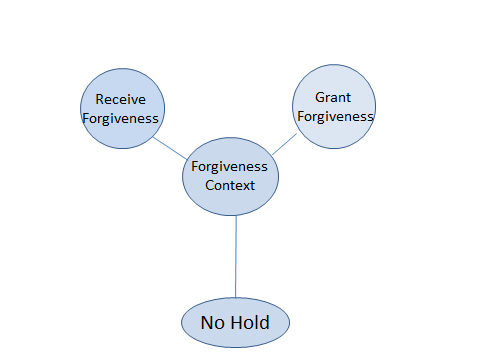 Receive
Forgiveness
Grant
Forgiveness
Forgiveness
Context
No Hold